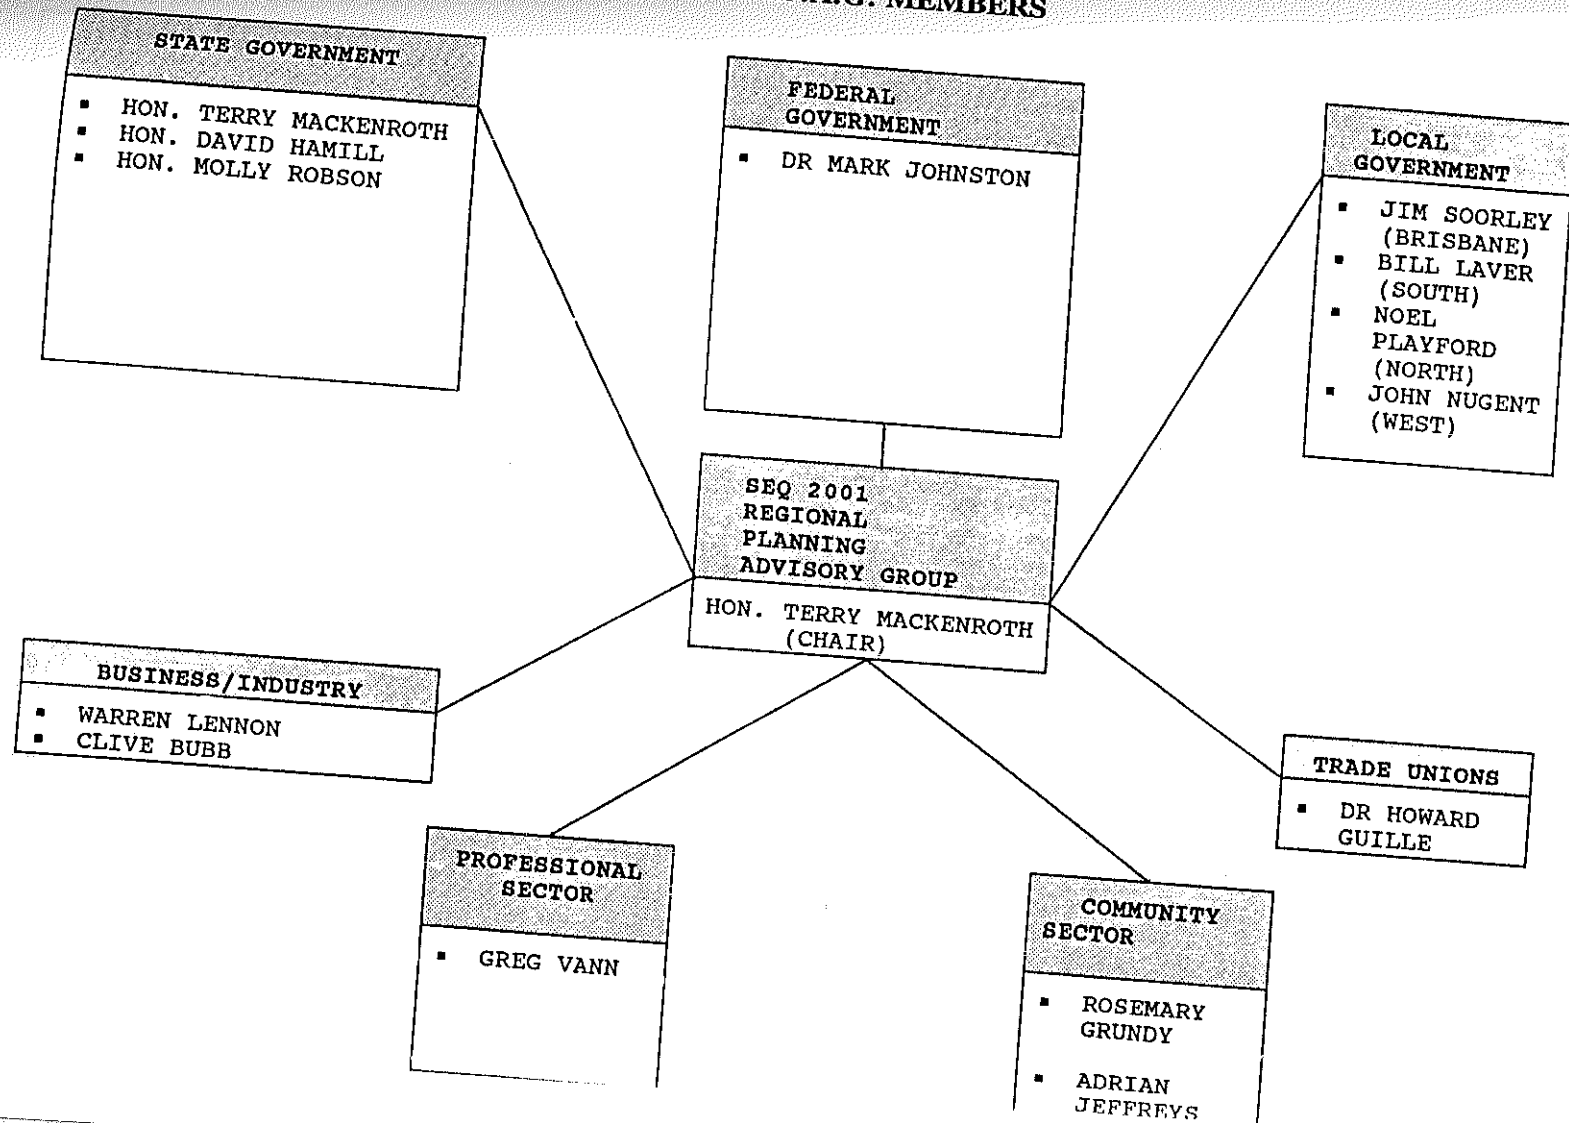 MEMBERS
STATE GOVERNMENT
▪ HON. TERRY MACKENROTH
▪ HON. DAVID HAMILL
▪ HON. MOLLY ROBSON
FEDERAL
GOVERNMENT
▪ DR MARK JOHNSTON
LOCAL
GOVERNMENT
▪ JIM SOORLEY
(BRISBANE)
▪ BILL LAVER
(SOUTH)
▪ NOEL
PLAYFORD
(NORTH)
▪ JOHN NUGENT
(WEST)
SEQ 2001
REGIONAL
PLANNING
ADVISORY GROUP
HON. TERRY MACKENROTH
(CHAIR)
BUSINESS/INDUSTRY
▪ WARREN LENNON
▪ CLIVE BUBB
TRADE UNIONS
▪ DR HOWARD
GUILLE
PROFESSIONAL
SECTOR
▪ GREG VANN
COMMUNITY
SECTOR
▪ ROSEMARY
GRUNDY
▪ ADRIAN
JEFFREYS